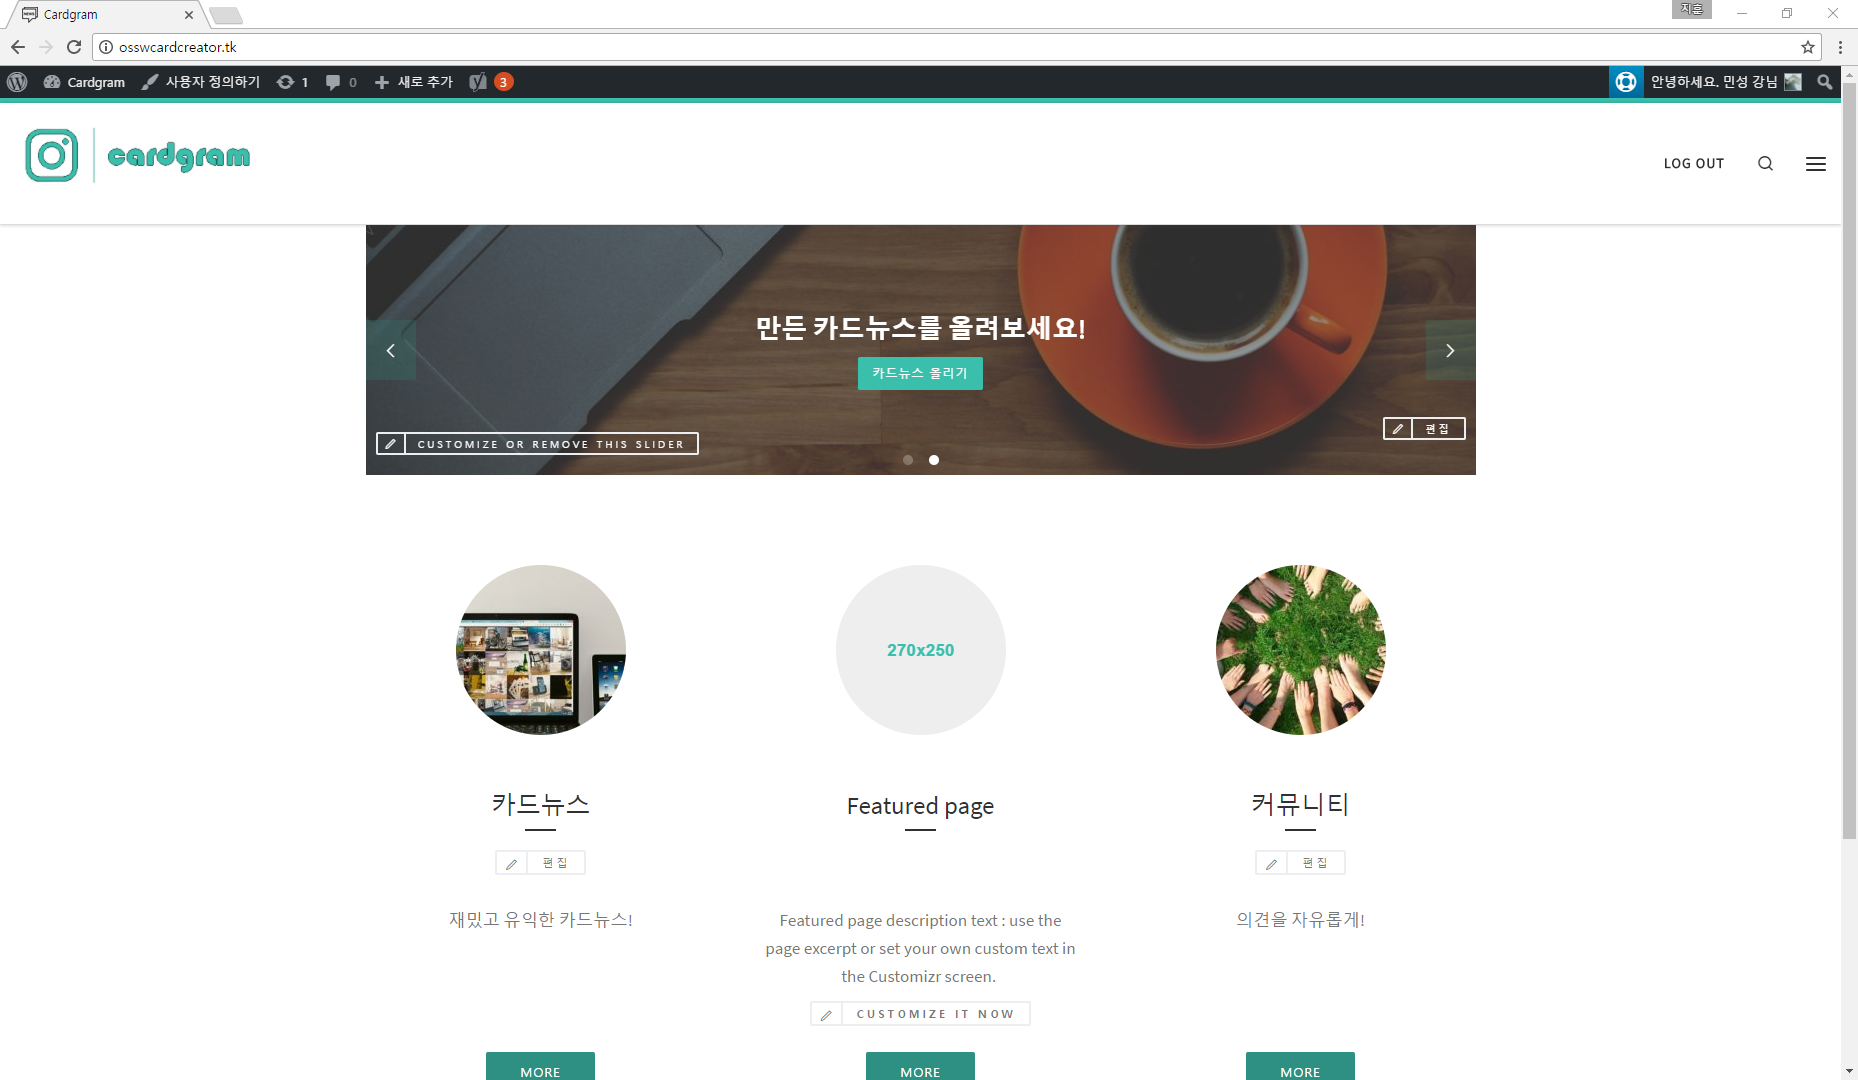 Cardgram
지훈
osswcardcreator.tk
Cardgram 사용자 정의하기 1 0 새로 추가 3 안녕하세요. 민성 강님
cardgram
LOG OUT
만든 카드뉴스를 올려보세요!
카드뉴스 올리기
CUSTOMIZE OR REMOVE THIS SLIDER
편집
270x250
카드뉴스
편집
재밌고 유익한 카드뉴스!
MORE
Featured page
Featured page description text : use the
page excerpt or set your own custom text in
the Customizr screen.
CUSTOMIZE IT NOW
MORE
커뮤니티
편집
의견을 자유롭게!
MORE